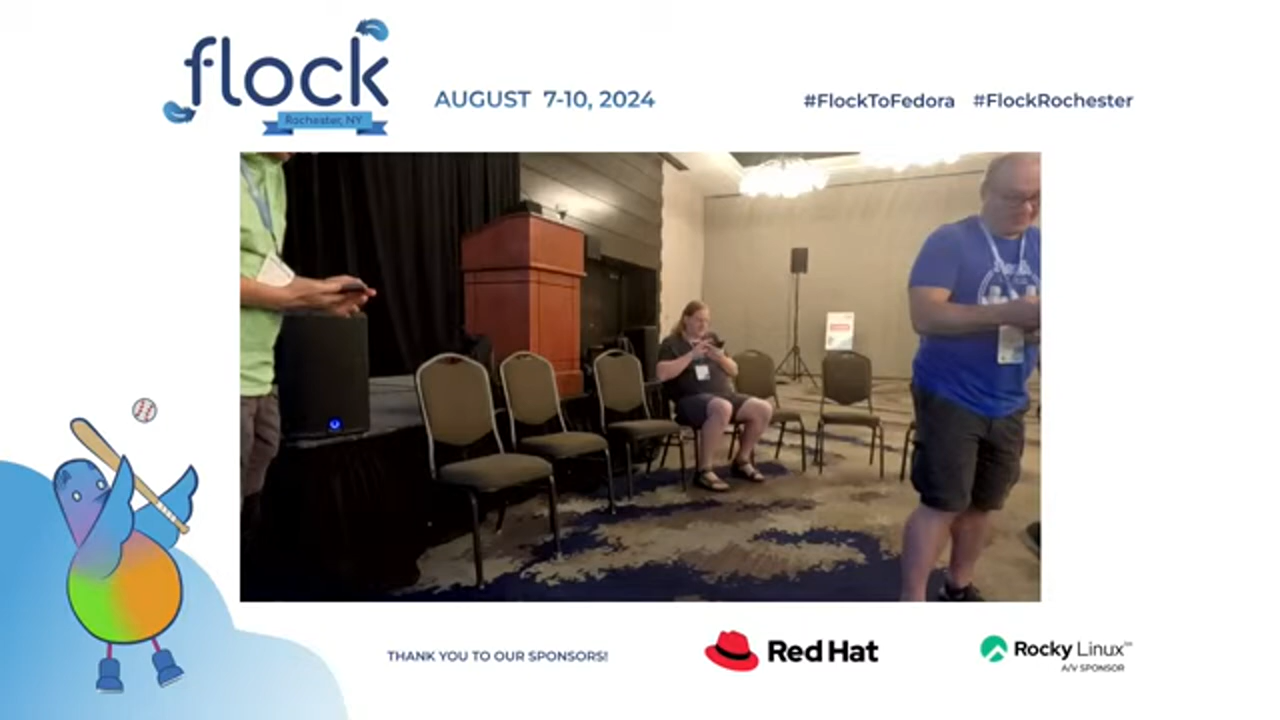 flock
Rochester, NY
AUGUST 7-10, 2024
#FlockToFedora #FlockRochester
THANK YOU TO OUR SPONSORS!
Red Hat
Rocky Linux™
A/V SPONSOR